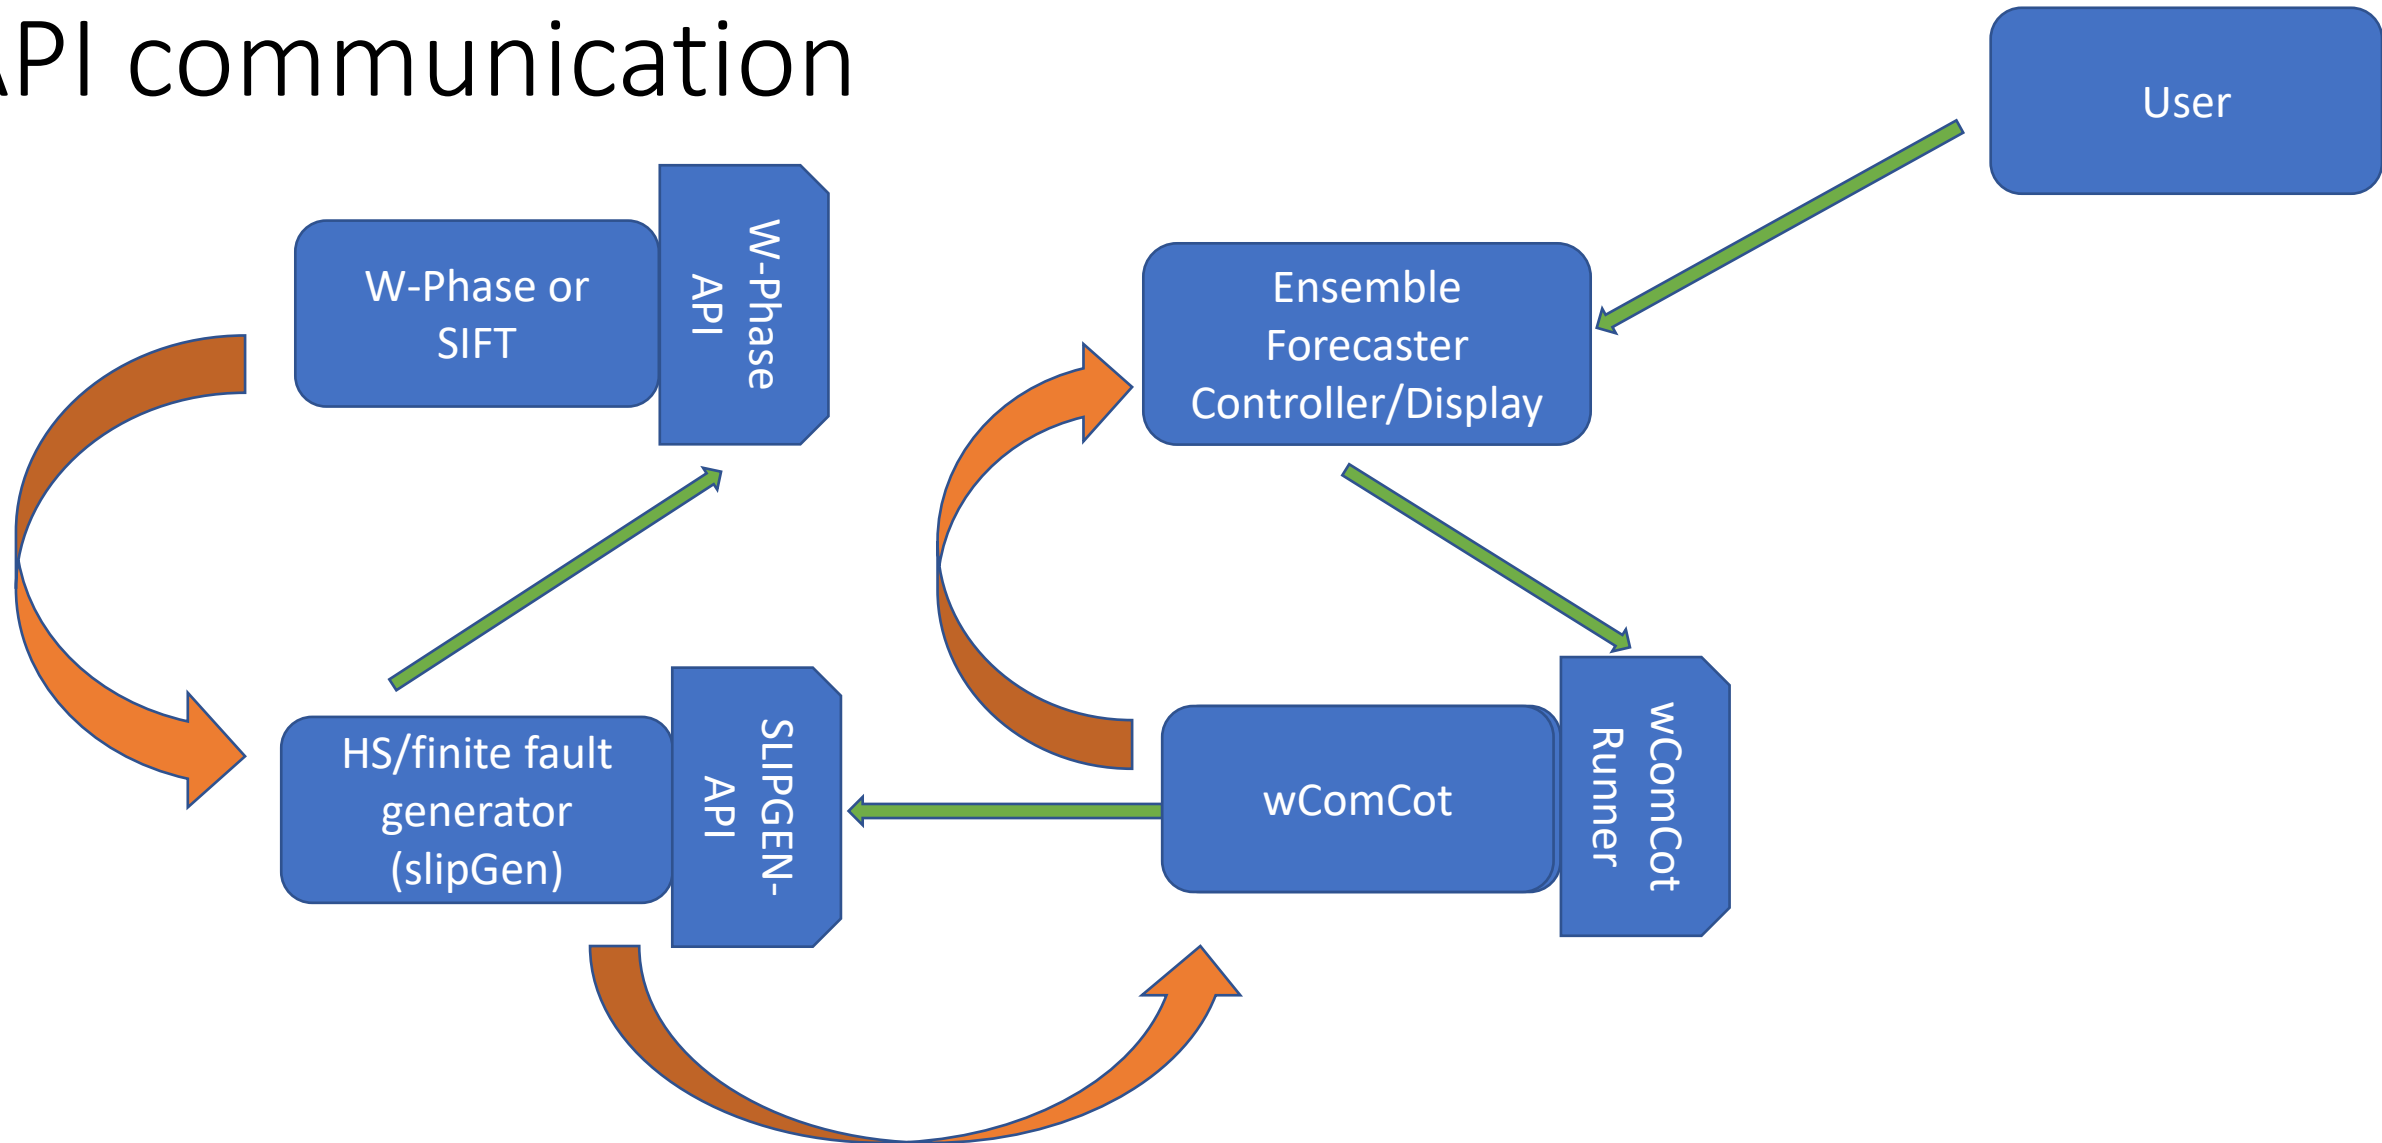 API communication
User
W-Phase or
SIFT
W-Phase
API
Ensemble
Forecaster
Controller/Display
HS/finite fault
generator
(slipGen)
SLIPGEN-
API
wComCot
wComCot
Runner